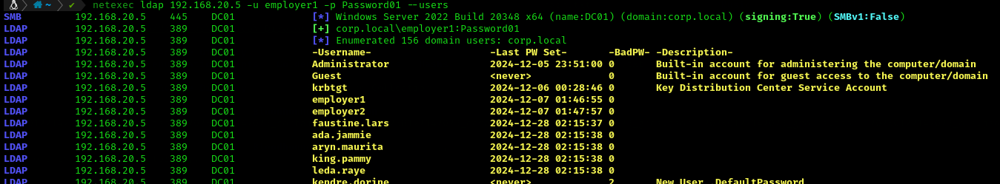 ~ ✔ netexec ldap 192.168.20.5 -u employer1 -p Password01 --users
SMB 192.168.20.5 445 DC01 [*] Windows Server 2022 Build 20348 x64 (name:DC01) (domain:corp.local) (signing:True) (SMBv1:False)
LDAP 192.168.20.5 389 DC01 [+] corp.local\employer1:Password01
LDAP 192.168.20.5 389 DC01 [*] Enumerated 156 domain users: corp.local
LDAP 192.168.20.5 389 DC01 -Username- -Last PW Set- -BadPW- -Description-
LDAP 192.168.20.5 389 DC01 Administrator 2024-12-05 23:51:00 0 Built-in account for administering the computer/domain
LDAP 192.168.20.5 389 DC01 Guest <never> 0 Built-in account for guest access to the computer/domain
LDAP 192.168.20.5 389 DC01 krbtgt 2024-12-06 00:28:46 0 Key Distribution Center Service Account
LDAP 192.168.20.5 389 DC01 employer1 2024-12-07 01:46:55 0
LDAP 192.168.20.5 389 DC01 employer2 2024-12-07 01:47:57 0
LDAP 192.168.20.5 389 DC01 faustine.lars 2024-12-28 02:15:37 0
LDAP 192.168.20.5 389 DC01 ada.jammie 2024-12-28 02:15:38 0
LDAP 192.168.20.5 389 DC01 aryn.maurita 2024-12-28 02:15:38 0
LDAP 192.168.20.5 389 DC01 king.pammy 2024-12-28 02:15:38 0
LDAP 192.168.20.5 389 DC01 leda.raye 2024-12-28 02:15:38 0
LDAP 192.168.20.5 389 DC01 kendre.dorine <never> 2 New User, DefaultPassword